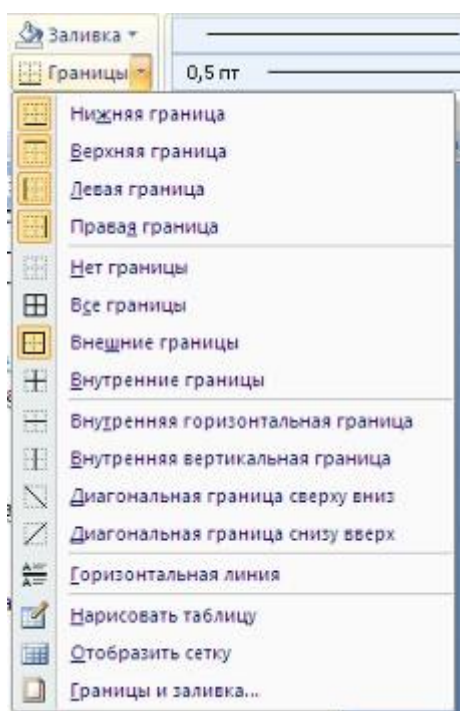 Заливка
Границы 0,5 пт
Нижняя граница
Верхняя граница
Левая граница
Правая граница
Нет границы
Все границы
Внешние границы
Внутренние границы
Внутренняя горизонтальная граница
Внутренняя вертикальная граница
Диагональная граница сверху вниз
Диагональная граница снизу вверх
Горизонтальная линия
Нарисовать таблицу
Отобразить сетку
Границы и заливка...